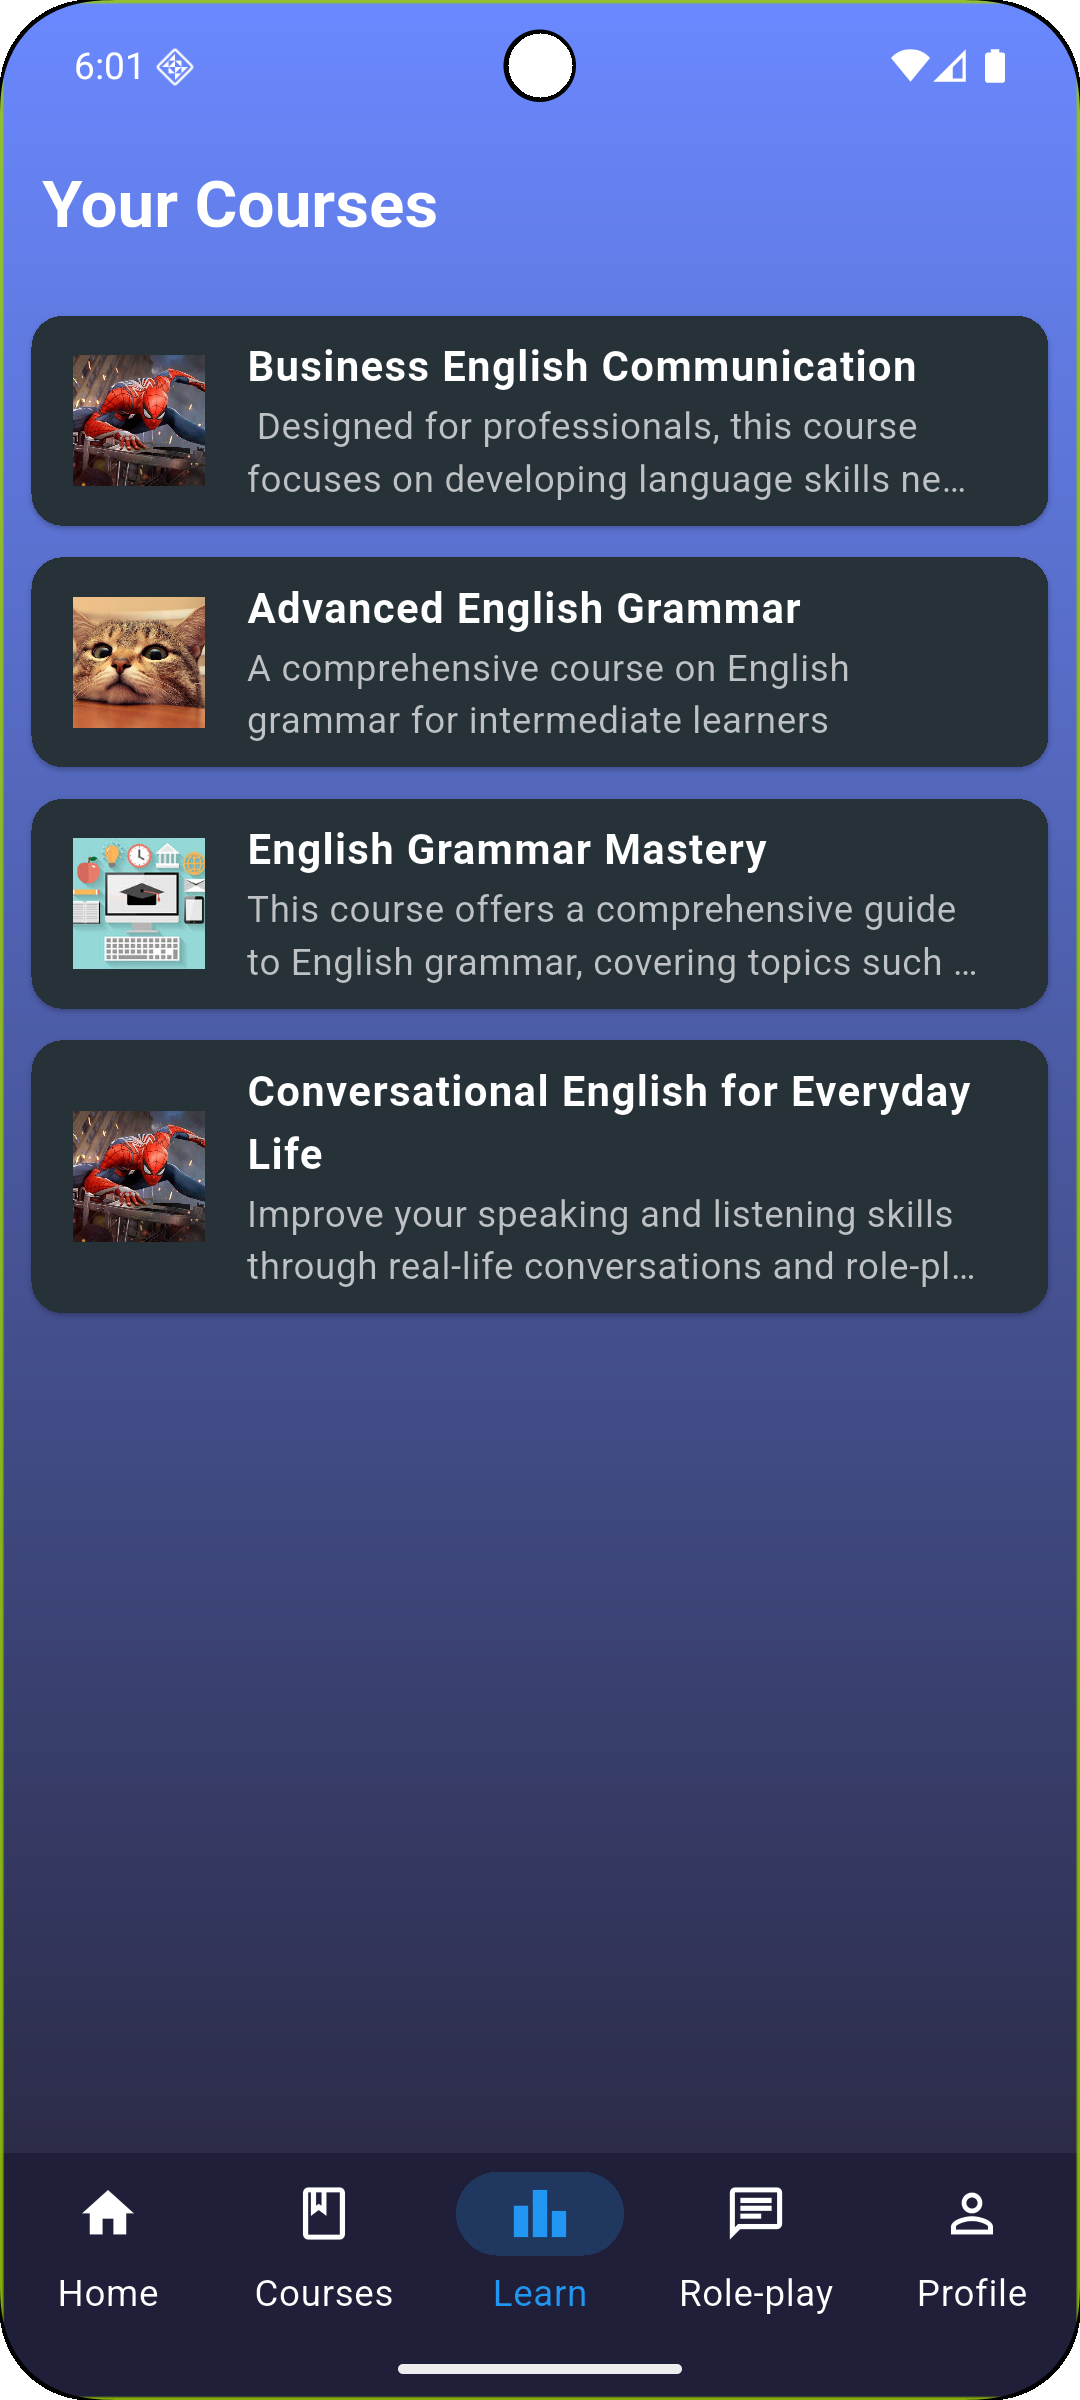 6:01
Your Courses
Business English Communication
Designed for professionals, this course
focuses on developing language skills ne…
Advanced English Grammar
A comprehensive course on English
grammar for intermediate learners
English Grammar Mastery
This course offers a comprehensive guide
to English grammar, covering topics such …
Conversational English for Everyday
Life
Improve your speaking and listening skills
through real-life conversations and role-pl…
Home
Courses
Learn
Role-play
Profile